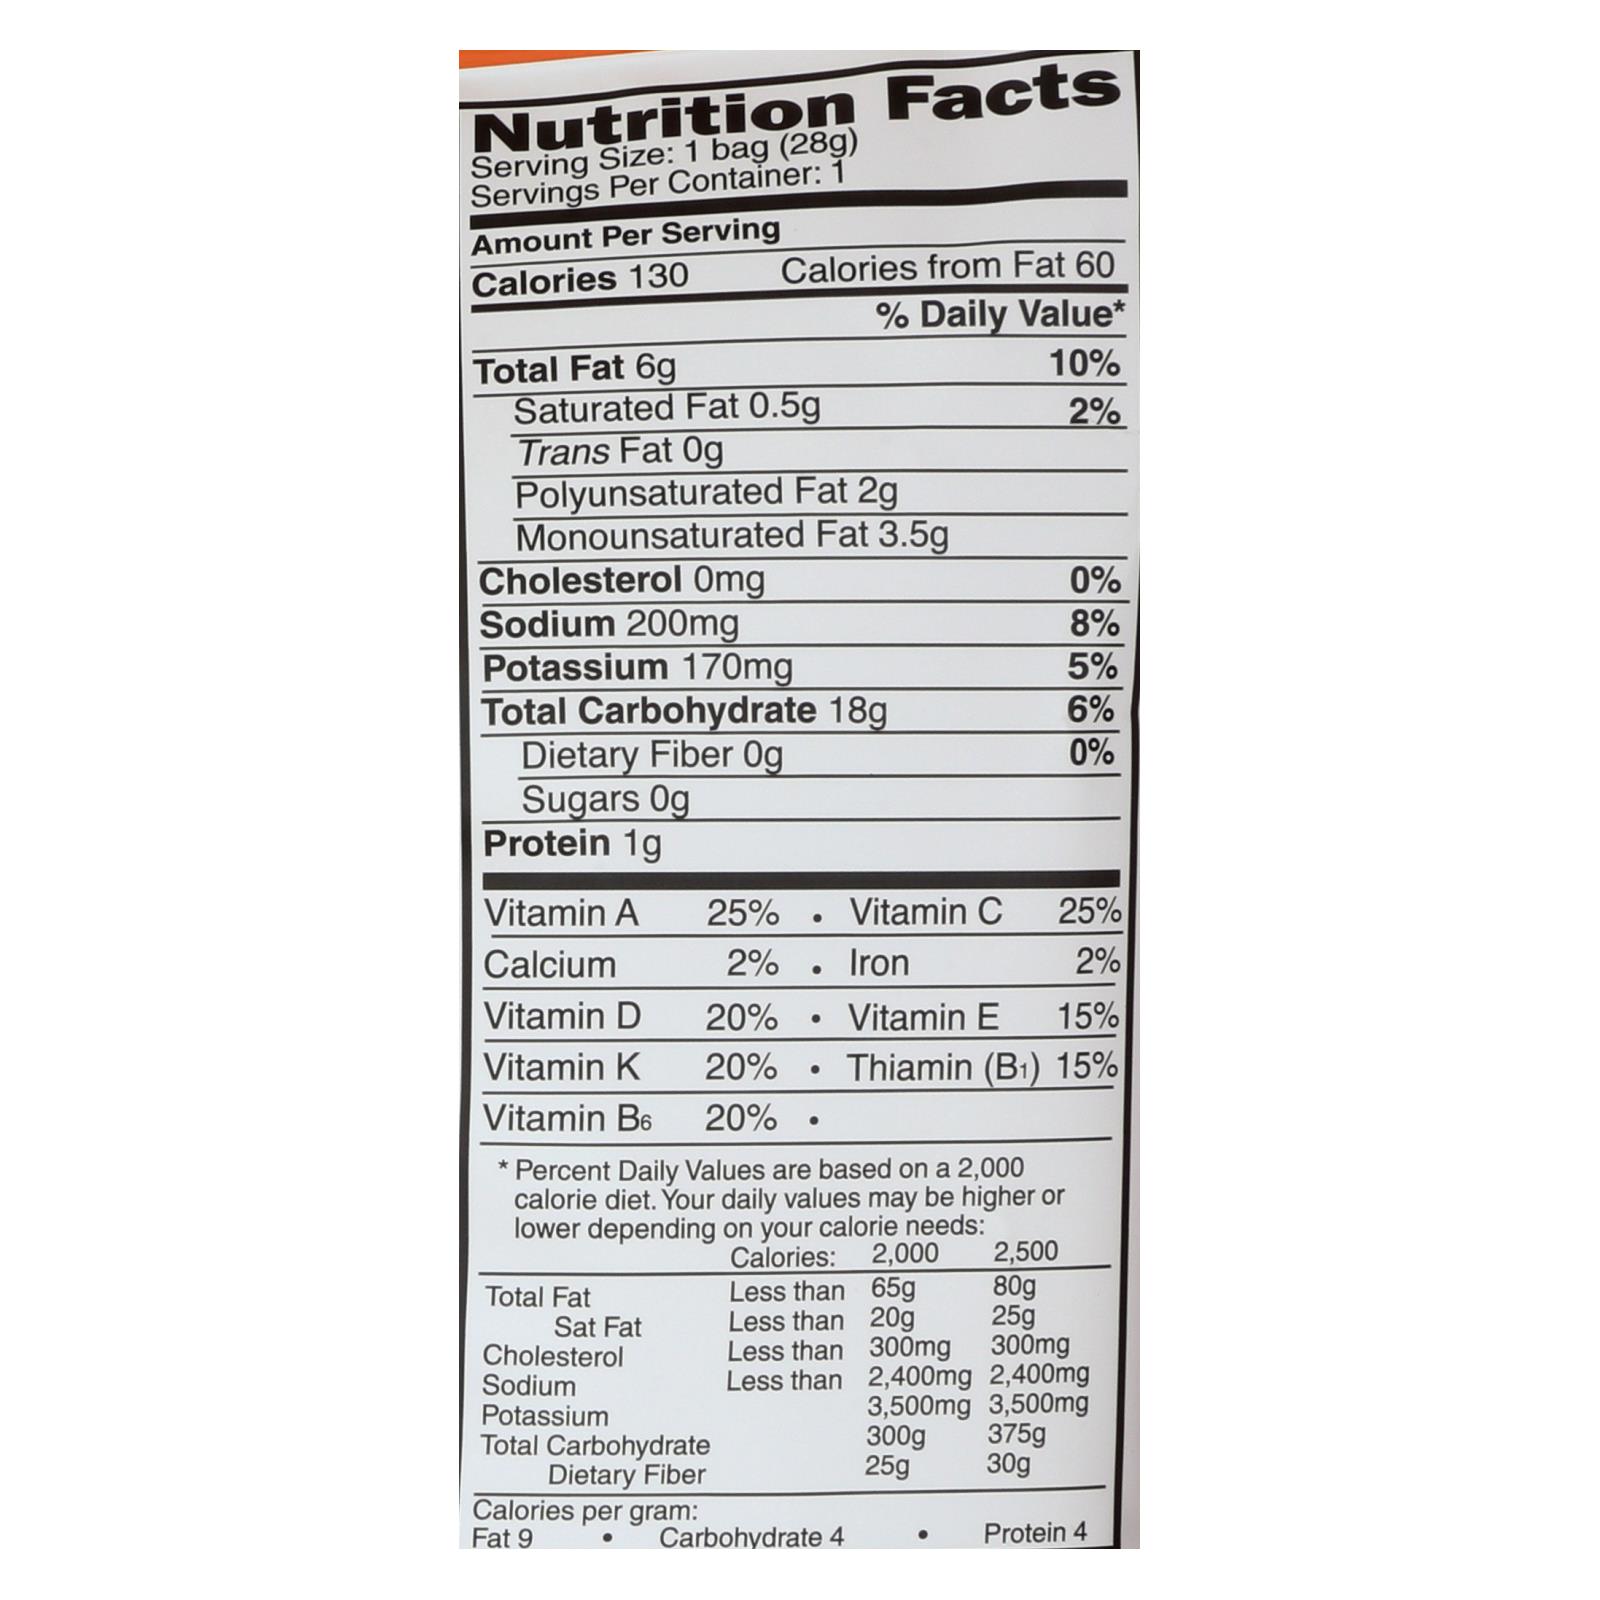 Nutrition Facts
Serving Size: 1 bag (28g)
Servings Per Container: 1
Amount Per Serving
Calories 130 Calories from Fat 60
% Daily Value*
Total Fat 6g 10%
Saturated Fat 0.5g 2%
Trans Fat 0g
Polyunsaturated Fat 2g
Monounsaturated Fat 3.5g
Cholesterol 0mg 0%
Sodium 200mg 8%
Potassium 170mg 5%
Total Carbohydrate 18g 6%
Dietary Fiber 0g 0%
Sugars 0g
Protein 1g
Vitamin A 25% • Vitamin C 25%
Calcium 2% • Iron 2%
Vitamin D 20% • Vitamin E 15%
Vitamin K 20% • Thiamin (B1) 15%
Vitamin B6 20% •
* Percent Daily Values are based on a 2,000
calorie diet. Your daily values may be higher or
lower depending on your calorie needs:
Calories: 2,000 2,500
Total Fat Less than 65g 80g
Sat Fat Less than 20g 25g
Cholesterol Less than 300mg 300mg
Sodium Less than 2,400mg 2,400mg
Potassium 3,500mg 3,500mg
Total Carbohydrate 300g 375g
Dietary Fiber 25g 30g
Calories per gram:
Fat 9 • Carbohydrate 4 • Protein 4